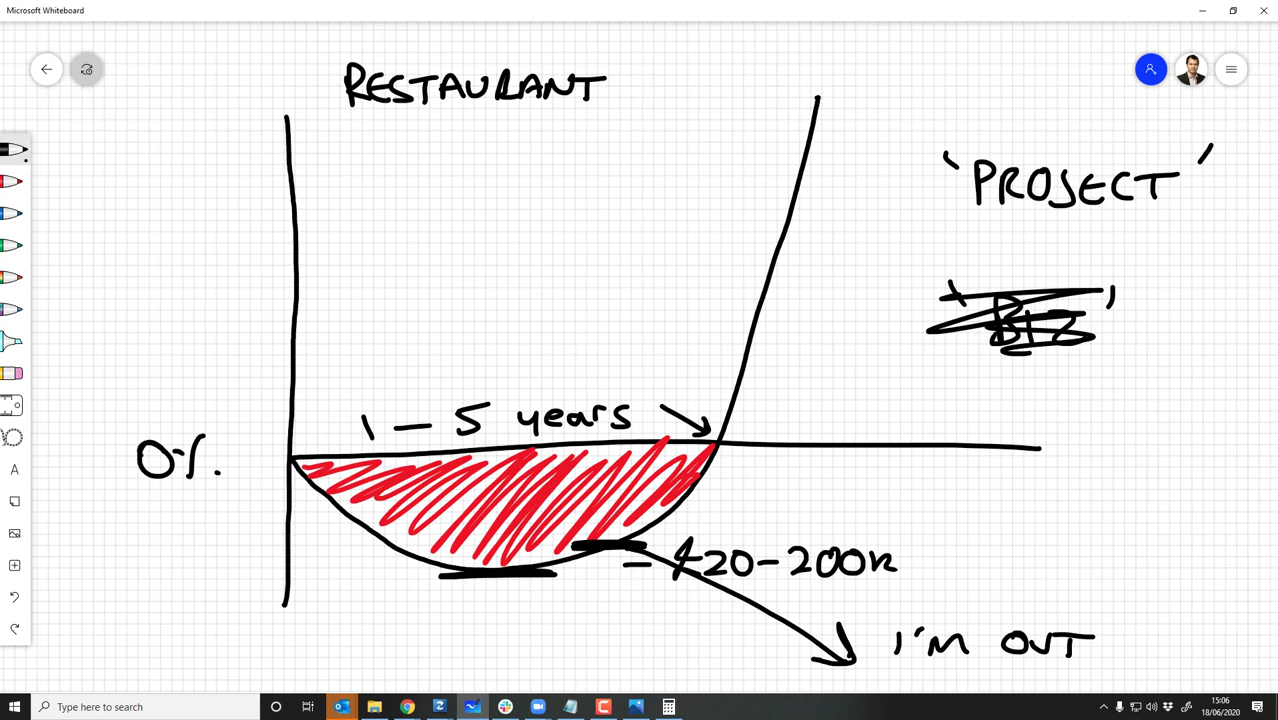 Microsoft Whiteboard
RESTAURANT
'PROJECT'
'BIZ'
1 - 5 years
0%.
- £20-200K
I'M OUT
A
Type here to search
15:06
18/06/2020